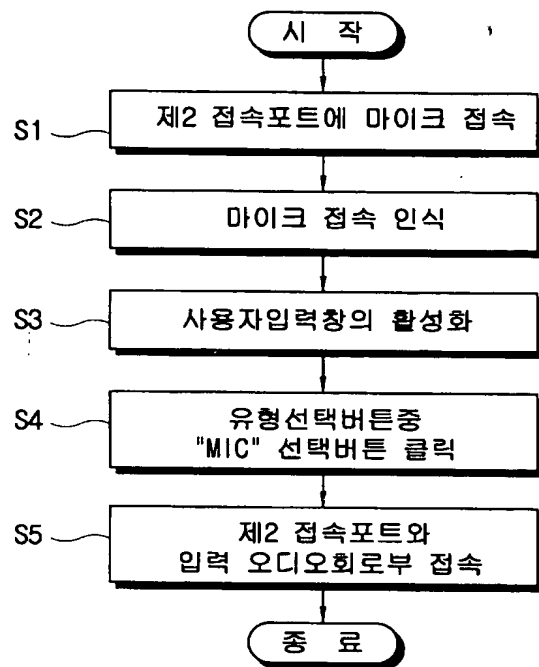 시 작
S1
제2 접속포트에 마이크 접속
S2
마이크 접속 인식
S3
사용자입력창의 활성화
S4
유형선택버튼중
"MIC" 선택버튼 클릭
S5
제2 접속포트와
입력 오디오회로부 접속
종 료